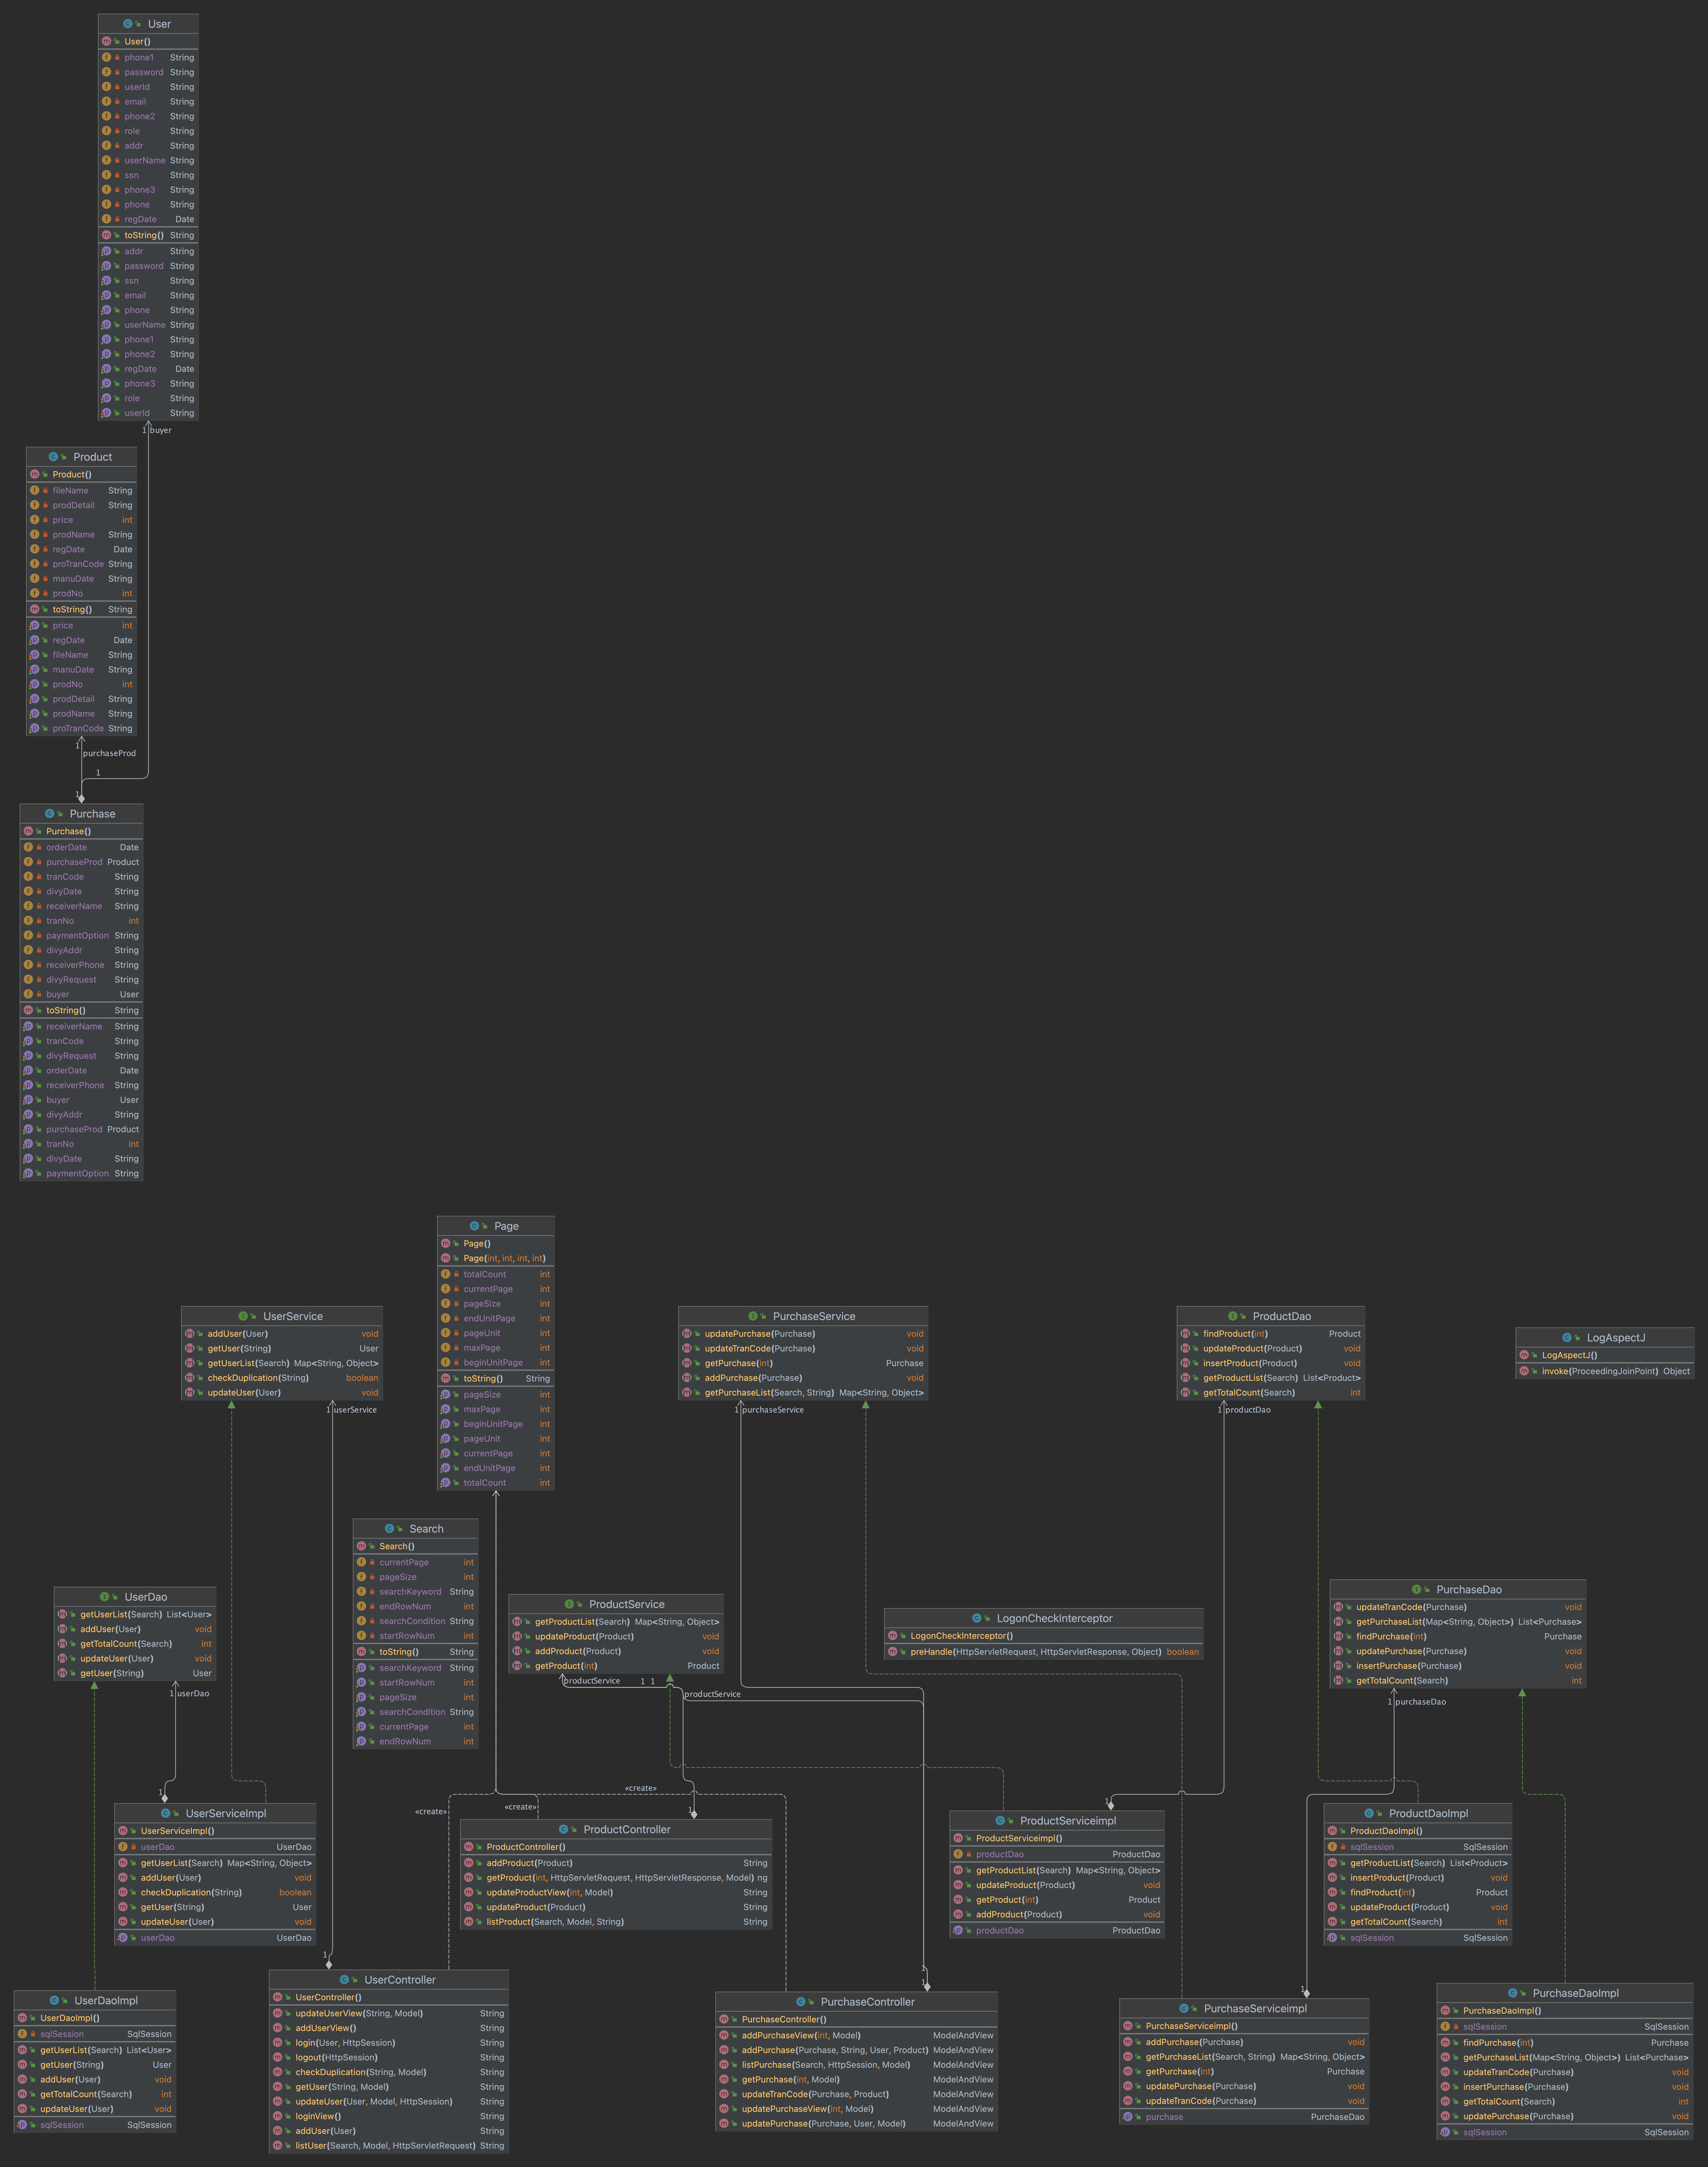 User
User()
phone1 String
password String
userId String
email String
phone2 String
role String
addr String
userName String
ssn String
phone3 String
phone String
regDate Date
toString() String
addr String
password String
ssn String
email String
phone String
userName String
phone1 String
phone2 String
regDate Date
phone3 String
role String
userId String
1 buyer
Product
Product()
fileName String
prodDetail String
price int
prodName String
regDate Date
proTranCode String
manuDate String
prodNo int
toString() String
price int
regDate Date
fileName String
manuDate String
prodNo int
prodDetail String
prodName String
proTranCode String
1
purchaseProd
1
1
Purchase
Purchase()
orderDate Date
purchaseProd Product
tranCode String
divyDate String
receiverName String
tranNo int
paymentOption String
divyAddr String
receiverPhone String
divyRequest String
buyer User
toString() String
receiverName String
tranCode String
divyRequest String
orderDate Date
receiverPhone String
buyer User
divyAddr String
purchaseProd Product
tranNo int
divyDate String
paymentOption String
Page
Page()
Page(int, int, int, int)
totalCount int
currentPage int
pageSize int
endUnitPage int
pageUnit int
maxPage int
beginUnitPage int
toString() String
pageSize int
maxPage int
beginUnitPage int
pageUnit int
currentPage int
endUnitPage int
totalCount int
UserService
addUser(User) void
getUser(String) User
getUserList(Search) Map<String, Object>
checkDuplication(String) boolean
updateUser(User) void
1 userService
PurchaseService
updatePurchase(Purchase) void
updateTranCode(Purchase) void
getPurchase(int) Purchase
addPurchase(Purchase) void
getPurchaseList(Search, String) Map<String, Object>
1 purchaseService
ProductDao
findProduct(int) Product
updateProduct(Product) void
insertProduct(Product) void
getProductList(Search) List<Product>
getTotalCount(Search) int
1 productDao
LogAspectJ
LogAspectJ()
invoke(ProceedingJoinPoint) Object
Search
Search()
currentPage int
pageSize int
searchKeyword String
endRowNum int
searchCondition String
startRowNum int
toString() String
searchKeyword String
startRowNum int
pageSize int
searchCondition String
currentPage int
endRowNum int
UserDao
getUserList(Search) List<User>
addUser(User) void
getTotalCount(Search) int
updateUser(User) void
getUser(String) User
1 userDao
1
ProductService
getProductList(Search) Map<String, Object>
updateProduct(Product) void
addProduct(Product) void
getProduct(int) Product
1 productService 1 1
productService
LogonCheckInterceptor
LogonCheckInterceptor()
preHandle(HttpServletRequest, HttpServletResponse, Object) boolean
PurchaseDao
updateTranCode(Purchase) void
getPurchaseList(Map<String, Object>) List<Purchase>
findPurchase(int) Purchase
updatePurchase(Purchase) void
insertPurchase(Purchase) void
getTotalCount(Search) int
1 purchaseDao
«create»
«create»
«create»
1
1
UserServiceImpl
UserServiceImpl()
userDao UserDao
getUserList(Search) Map<String, Object>
addUser(User) void
checkDuplication(String) boolean
getUser(String) User
updateUser(User) void
userDao UserDao
ProductController
ProductController()
addProduct(Product) String
getProduct(int, HttpServletRequest, HttpServletResponse, Model) ng
updateProductView(int, Model) String
updateProduct(Product) String
listProduct(Search, Model, String) String
ProductServiceimpl
ProductServiceimpl()
productDao ProductDao
getProductList(Search) Map<String, Object>
updateProduct(Product) void
getProduct(int) Product
addProduct(Product) void
productDao ProductDao
ProductDaoImpl
ProductDaoImpl()
sqlSession SqlSession
getProductList(Search) List<Product>
insertProduct(Product) void
findProduct(int) Product
updateProduct(Product) void
getTotalCount(Search) int
sqlSession SqlSession
1
1
1
1
UserDaoImpl
UserDaoImpl()
sqlSession SqlSession
getUserList(Search) List<User>
getUser(String) User
addUser(User) void
getTotalCount(Search) int
updateUser(User) void
sqlSession SqlSession
UserController
UserController()
updateUserView(String, Model) String
addUserView() String
login(User, HttpSession) String
logout(HttpSession) String
checkDuplication(String, Model) String
getUser(String, Model) String
updateUser(User, Model, HttpSession) String
loginView() String
addUser(User) String
listUser(Search, Model, HttpServletRequest) String
PurchaseController
PurchaseController()
addPurchaseView(int, Model) ModelAndView
addPurchase(Purchase, String, User, Product) ModelAndView
listPurchase(Search, HttpSession, Model) ModelAndView
getPurchase(int, Model) ModelAndView
updateTranCode(Purchase, Product) ModelAndView
updatePurchaseView(int, Model) ModelAndView
updatePurchase(Purchase, User, Model) ModelAndView
PurchaseServiceimpl
PurchaseServiceimpl()
addPurchase(Purchase) void
getPurchaseList(Search, String) Map<String, Object>
getPurchase(int) Purchase
updatePurchase(Purchase) void
updateTranCode(Purchase) void
purchase PurchaseDao
PurchaseDaoImpl
PurchaseDaoImpl()
sqlSession SqlSession
findPurchase(int) Purchase
getPurchaseList(Map<String, Object>) List<Purchase>
updateTranCode(Purchase) void
insertPurchase(Purchase) void
getTotalCount(Search) int
updatePurchase(Purchase) void
sqlSession SqlSession